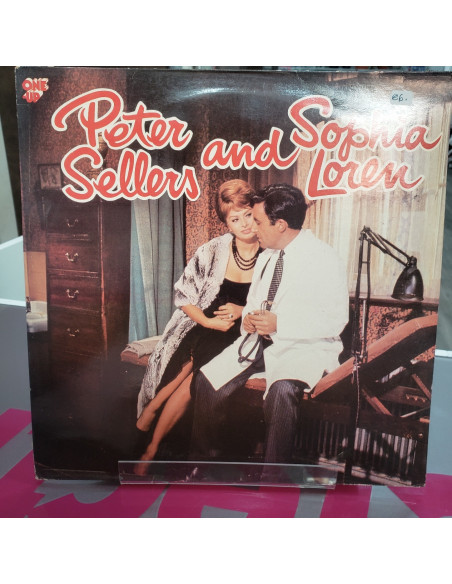 ONE
UP
€6.
Peter and Sophia
Sellers Loren